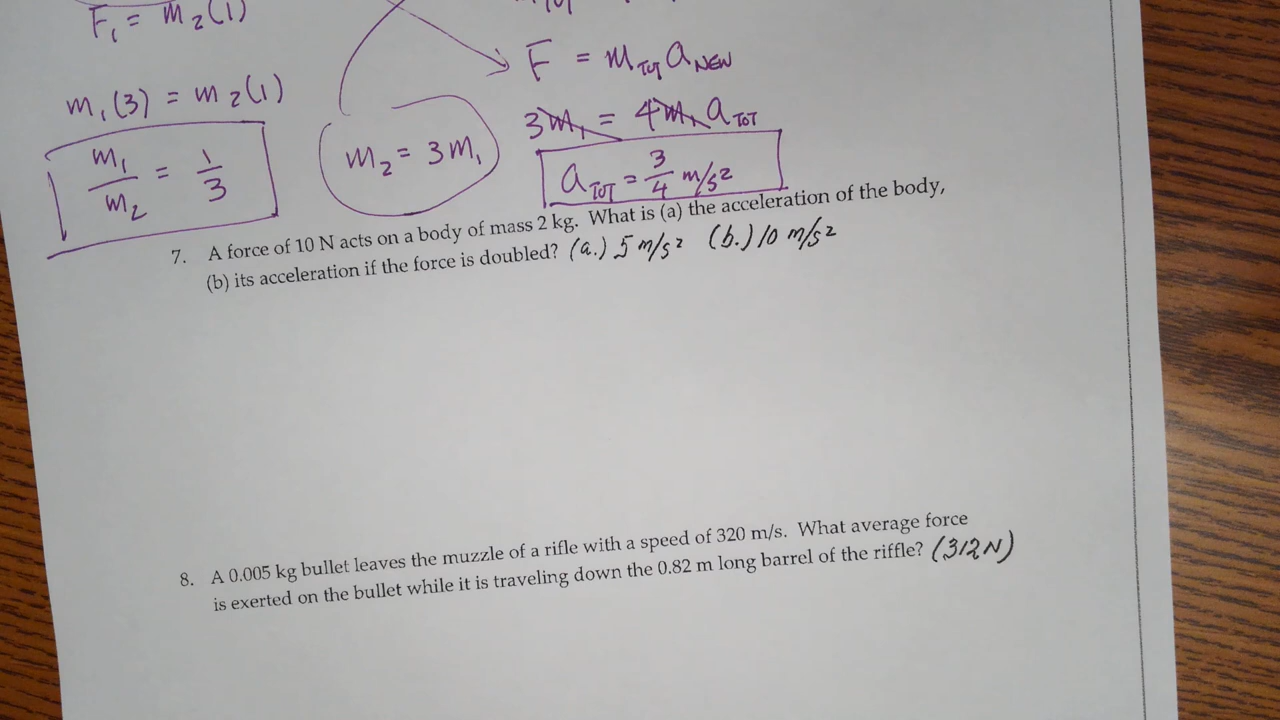 F₁ = m₂(1)
m₁(3) = m₂(1)
m₁/m₂ = 1/3
m₂ = 3m₁
F = m_TOT a_NEW
3m₁ = 4m₁ a_TOT
a_TOT = 3/4 m/s²
7. A force of 10 N acts on a body of mass 2 kg. What is (a) the acceleration of the body,
(b) its acceleration if the force is doubled? (a.) 5 m/s² (b.) 10 m/s²
8. A 0.005 kg bullet leaves the muzzle of a rifle with a speed of 320 m/s. What average force
is exerted on the bullet while it is traveling down the 0.82 m long barrel of the riffle? (312N)